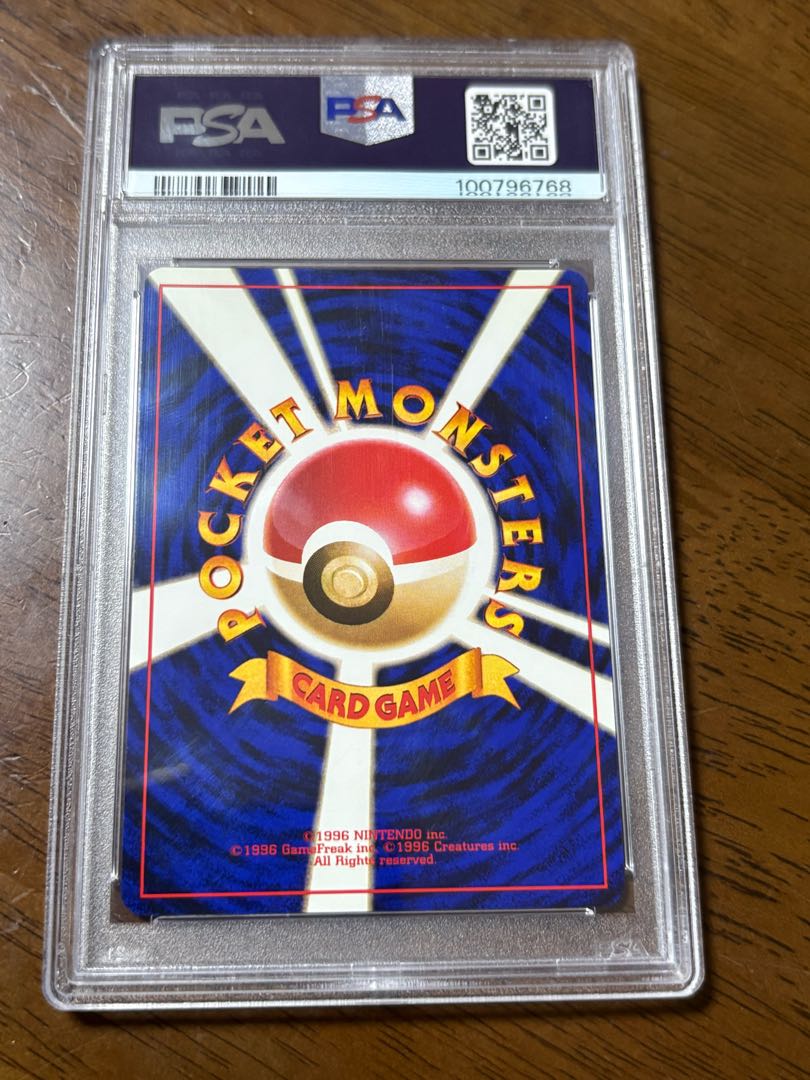 PSA
PSA
100796768
POCKET MONSTERS
CARD GAME
©1996 NINTENDO inc.
©1996 GameFreak inc. ©1996 Creatures inc.
All Rights reserved.